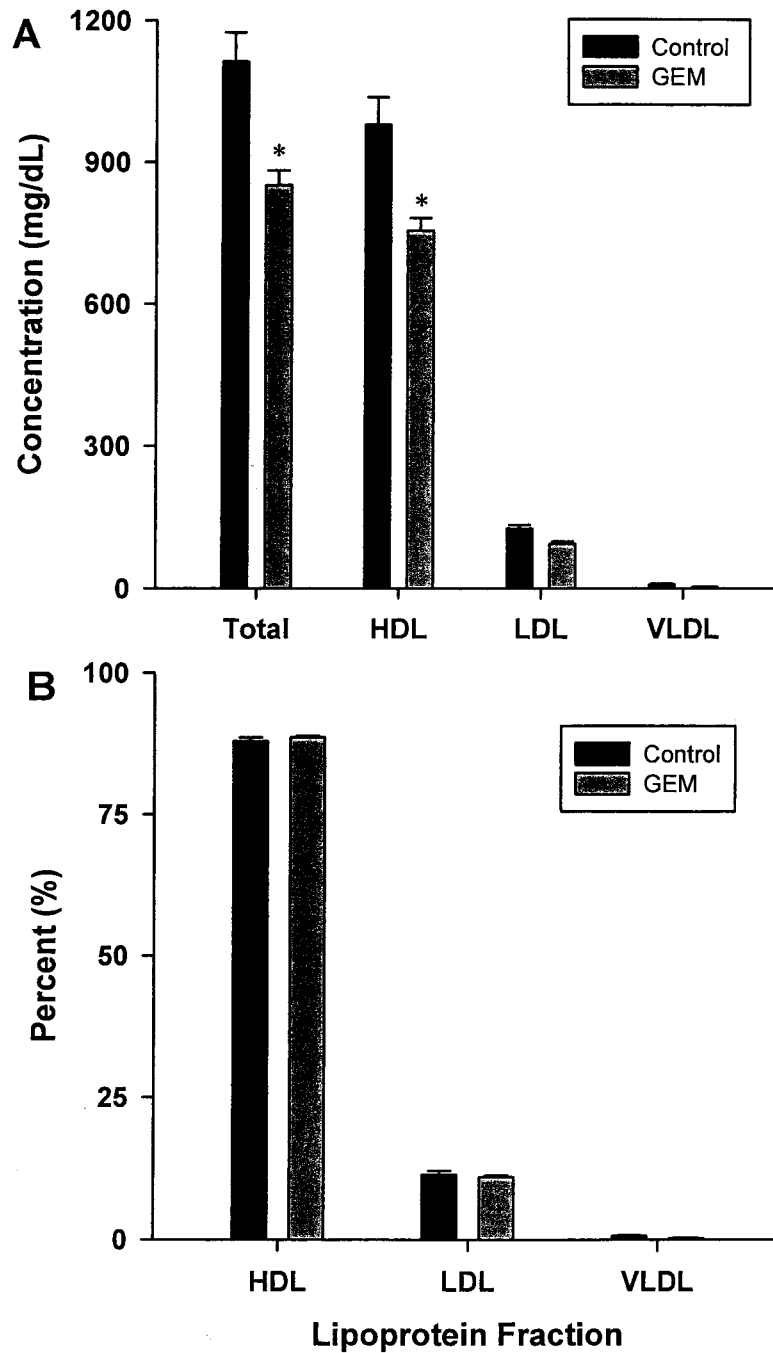 A
1200
900
600
300
0
Concentration (mg/dL)
Control
GEM
*
*
Total HDL LDL VLDL
B
100
75
50
25
0
Percent (%)
Control
GEM
HDL LDL VLDL
Lipoprotein Fraction